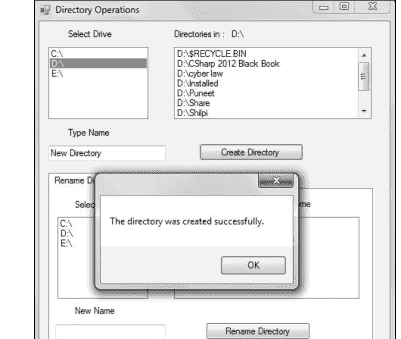 Directory Operations
Select Drive
Directories in : D:\
C:\
D:\
E:\
D:\$RECYCLE.BIN
D:\CSharp 2012 Black Book
D:\cyber law
D:\Installed
D:\Puneet
D:\Share
D:\Shilpi
Type Name
New Directory
Create Directory
Rename Di
Selec
me
C:\
D:\
E:\
The directory was created successfully.
OK
New Name
Rename Directory